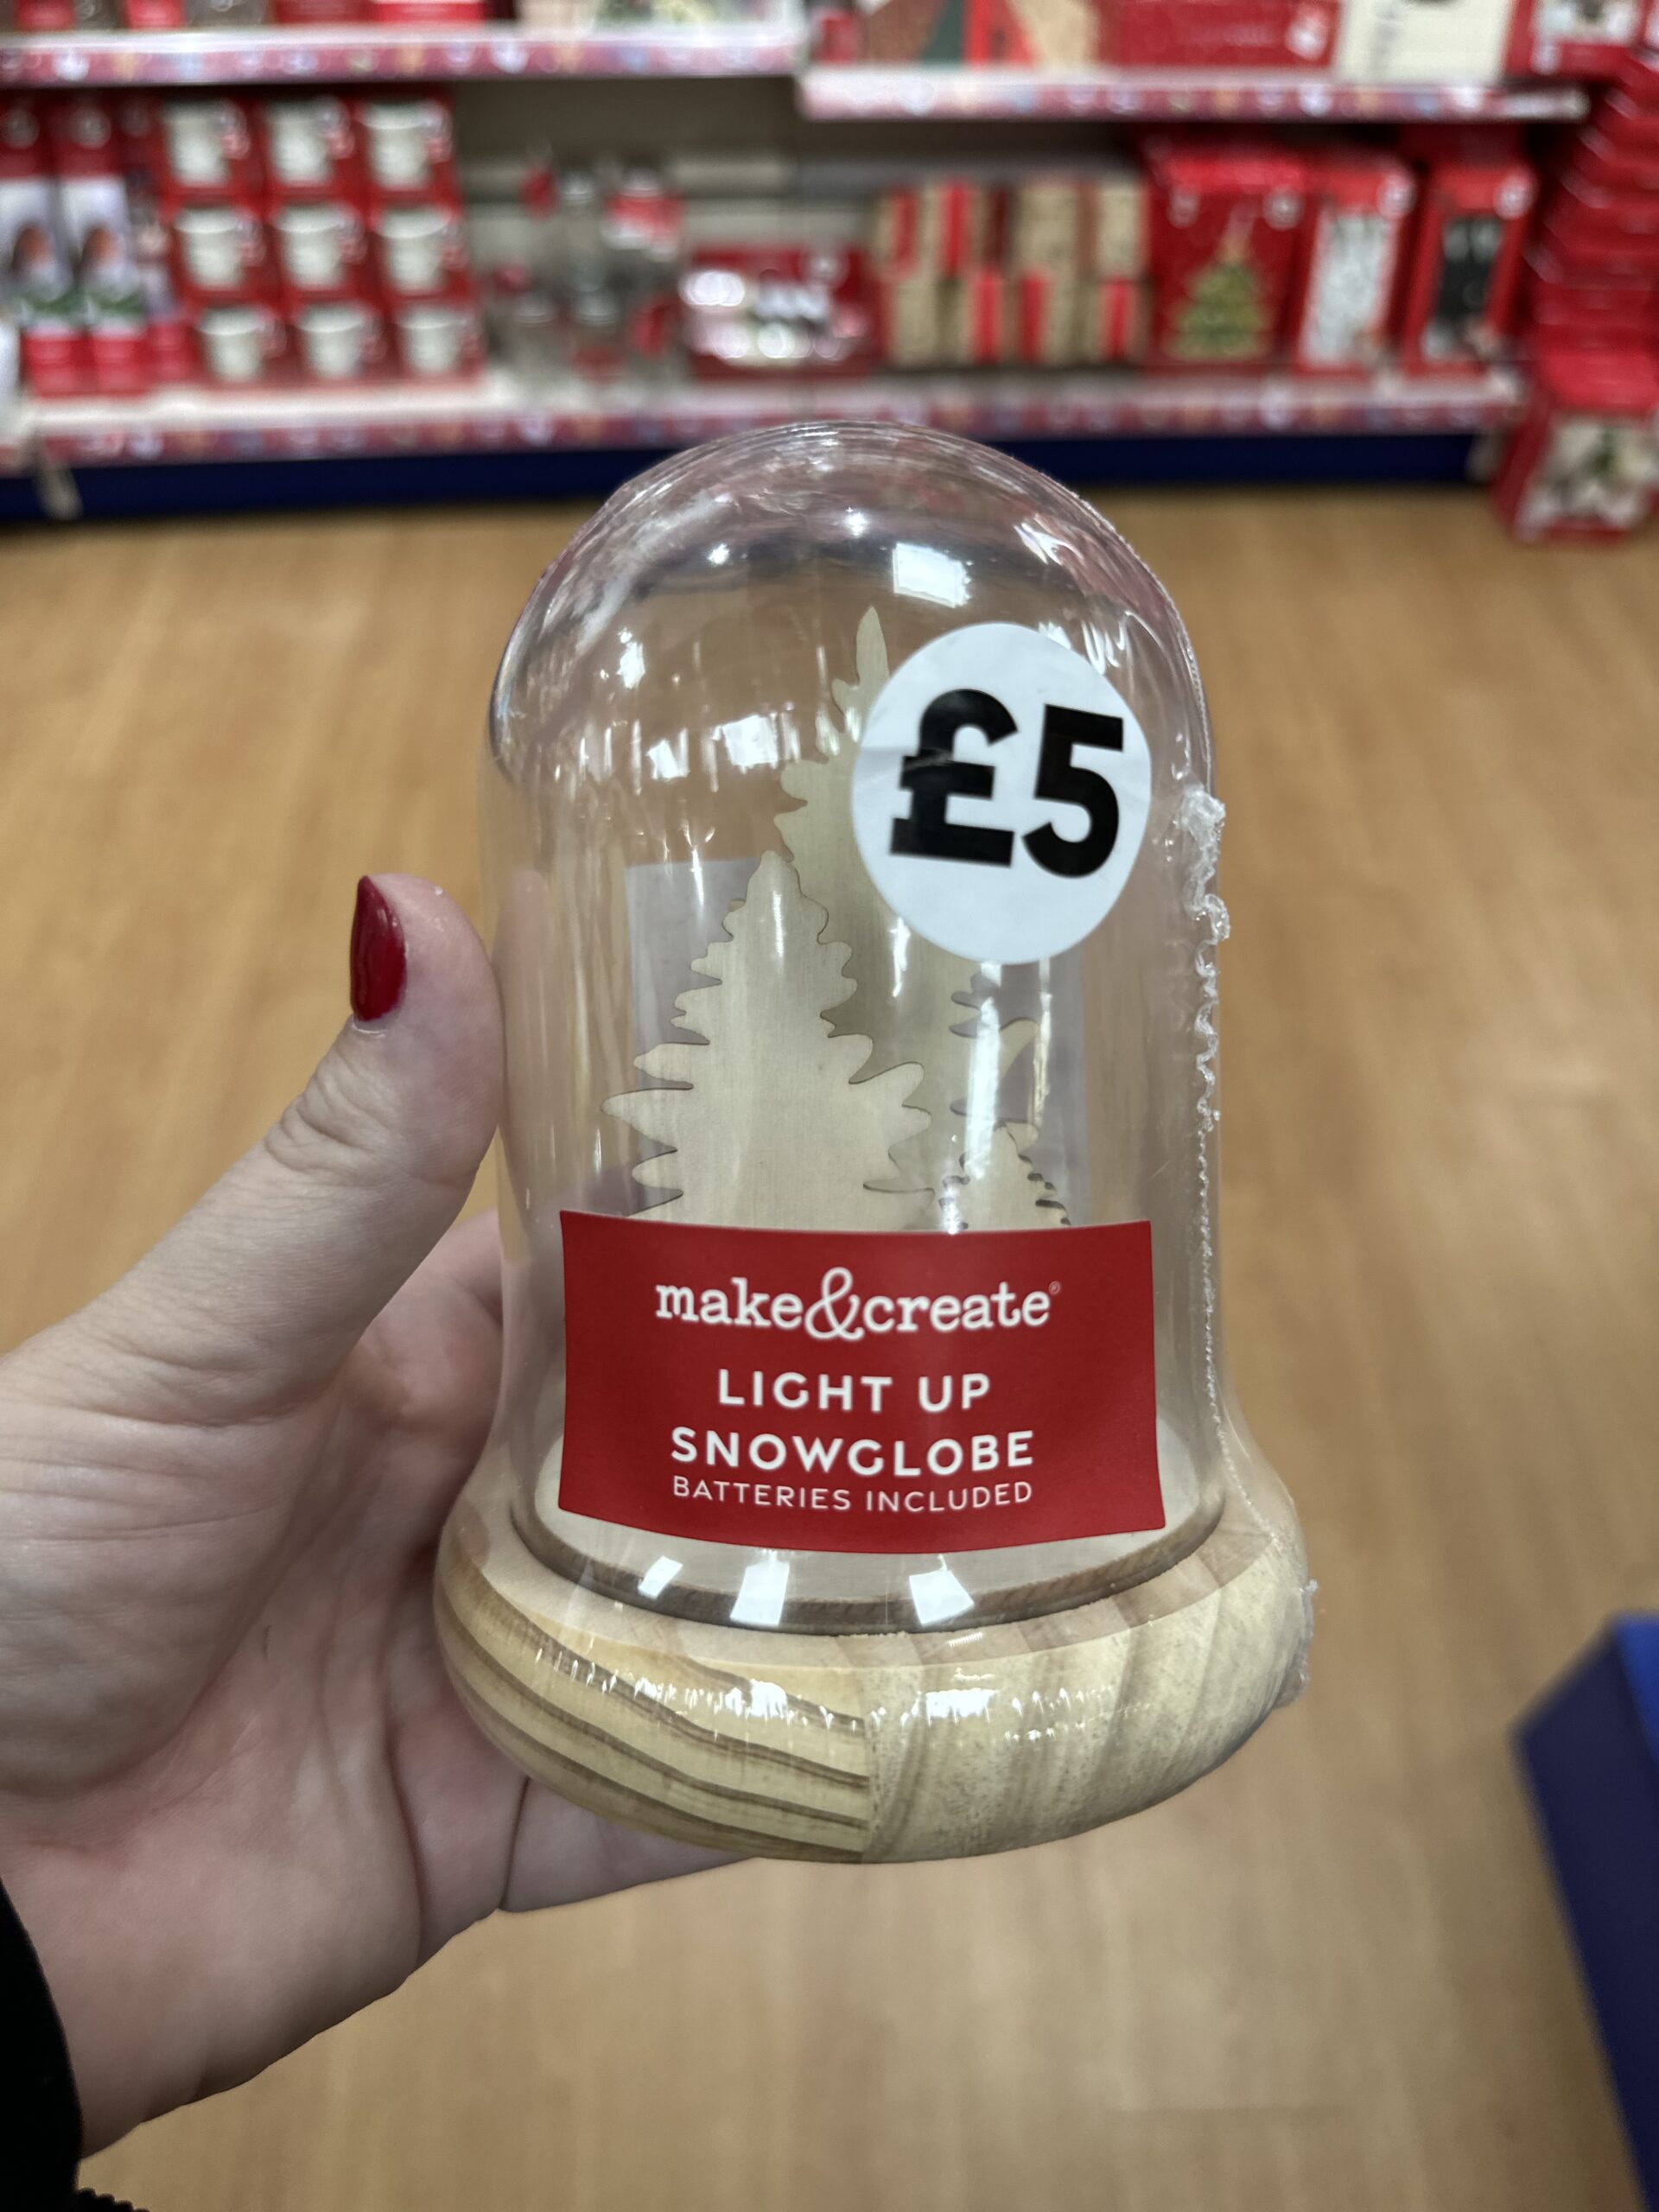 £5
make&create®
LIGHT UP
SNOWGLOBE
BATTERIES INCLUDED